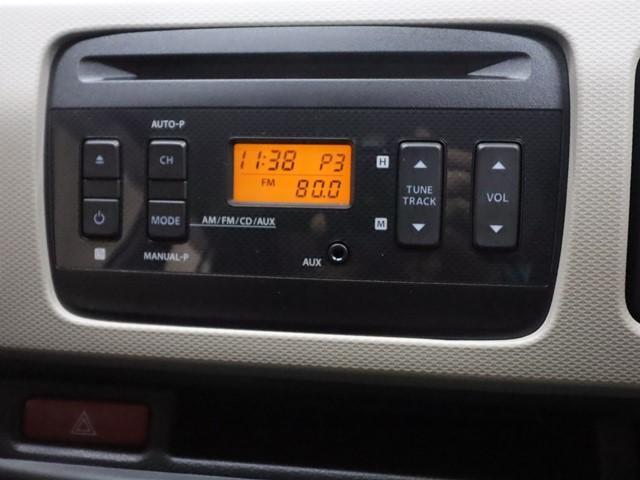 AUTO-P
CH
11:38 P3
FM 80.0
H
TUNE
TRACK
VOL
MODE
AM/FM/CD/AUX
M
MANUAL-P
AUX